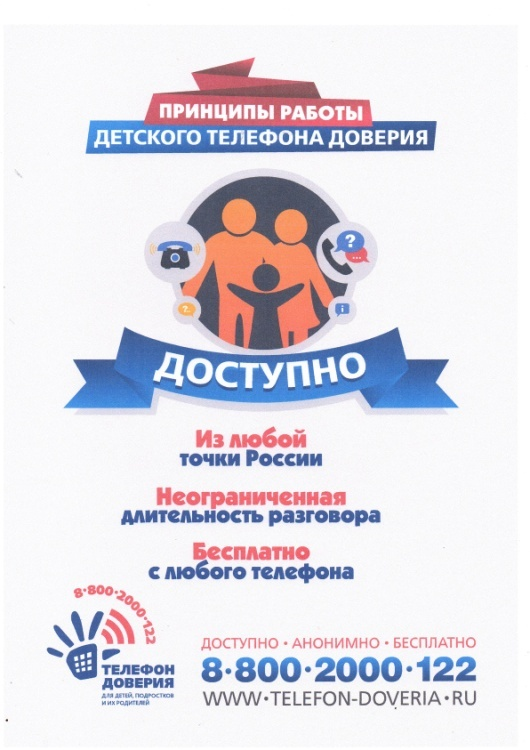 ПРИНЦИПЫ РАБОТЫ
ДЕТСКОГО ТЕЛЕФОНА ДОВЕРИЯ
?
...
?..
i
ДОСТУПНО
Из любой
точки России
Неограниченная
длительность разговора
Бесплатно
с любого телефона
8·800·2000·122
ТЕЛЕФОН
ДОВЕРИЯ
ДЛЯ ДЕТЕЙ, ПОДРОСТКОВ
И ИХ РОДИТЕЛЕЙ
ДОСТУПНО · АНОНИМНО · БЕСПЛАТНО
8·800·2000·122
WWW·TELEFON-DOVERIA·RU